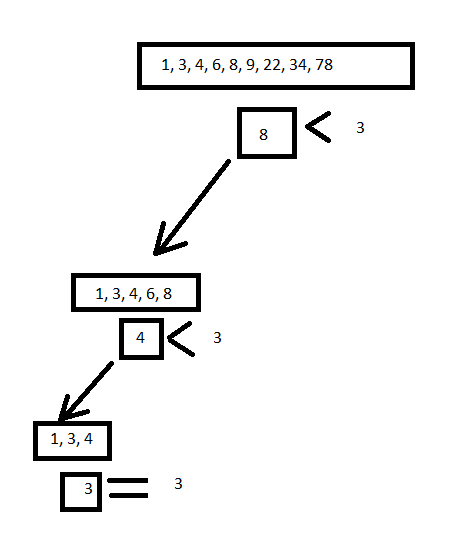 1, 3, 4, 6, 8, 9, 22, 34, 78
8 < 3
1, 3, 4, 6, 8
4 < 3
1, 3, 4
3 = 3